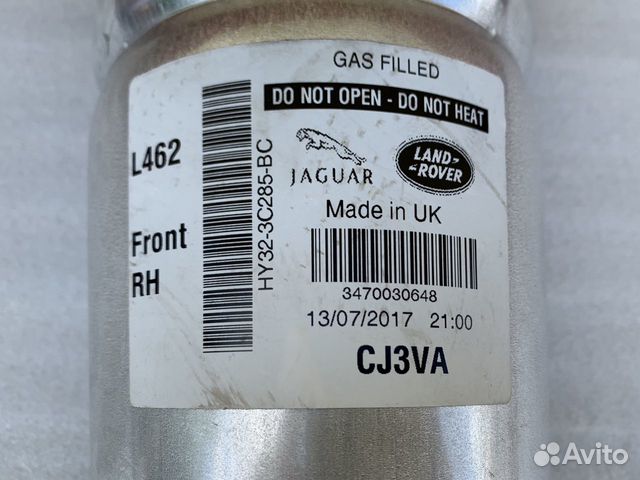 GAS FILLED
DO NOT OPEN - DO NOT HEAT
L462
Front
RH
HY32-3C285-BC
JAGUAR
LAND-
-ROVER
Made in UK
3470030648
13/07/2017 21:00
CJ3VA
Avito